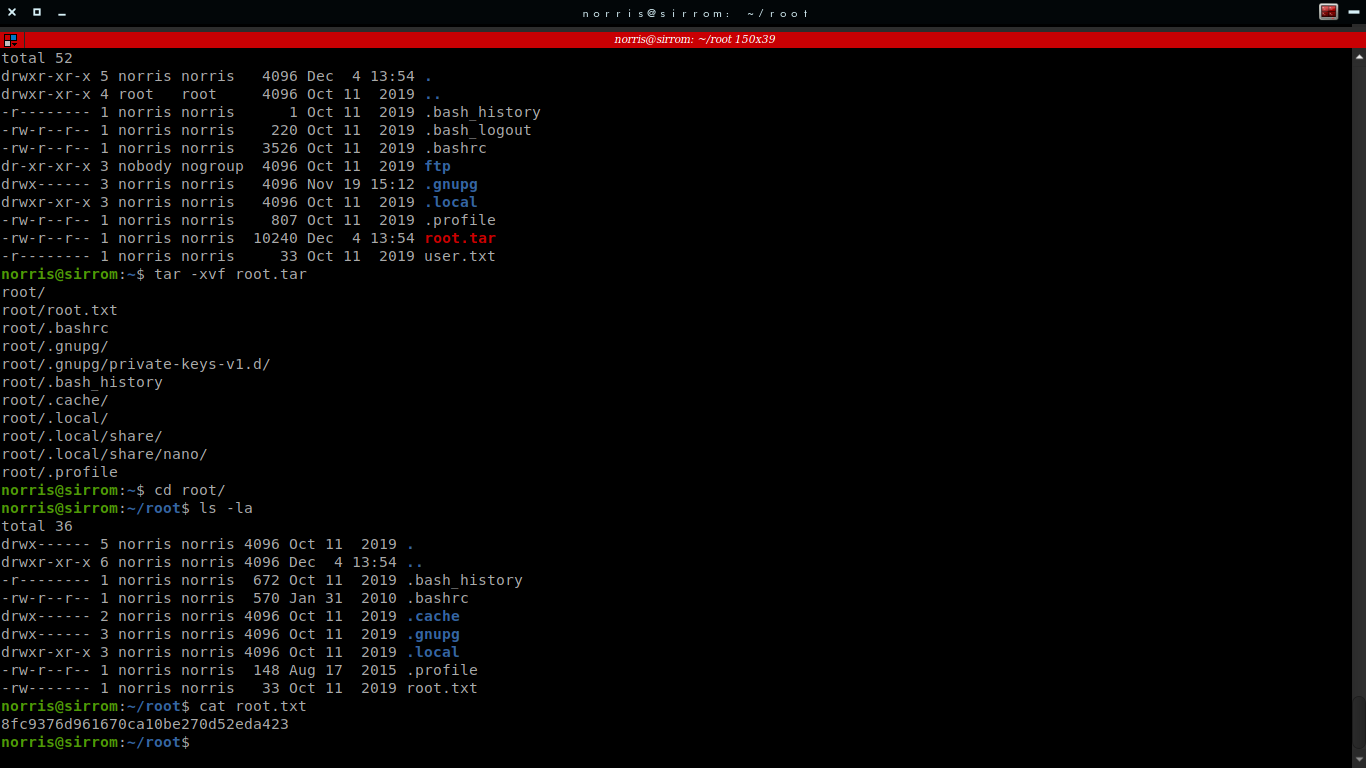 norris@sirrom: ~/root
norris@sirrom: ~/root 150x39
total 52
drwxr-xr-x 5 norris norris   4096 Dec  4 13:54 .
drwxr-xr-x 4 root   root     4096 Oct 11  2019 ..
-r-------- 1 norris norris      1 Oct 11  2019 .bash_history
-rw-r--r-- 1 norris norris    220 Oct 11  2019 .bash_logout
-rw-r--r-- 1 norris norris   3526 Oct 11  2019 .bashrc
dr-xr-xr-x 3 nobody nogroup  4096 Oct 11  2019 ftp
drwx------ 3 norris norris   4096 Nov 19 15:12 .gnupg
drwxr-xr-x 3 norris norris   4096 Oct 11  2019 .local
-rw-r--r-- 1 norris norris    807 Oct 11  2019 .profile
-rw-r--r-- 1 norris norris  10240 Dec  4 13:54 root.tar
-r-------- 1 norris norris     33 Oct 11  2019 user.txt
norris@sirrom:~$ tar -xvf root.tar
root/
root/root.txt
root/.bashrc
root/.gnupg/
root/.gnupg/private-keys-v1.d/
root/.bash_history
root/.cache/
root/.local/
root/.local/share/
root/.local/share/nano/
root/.profile
norris@sirrom:~$ cd root/
norris@sirrom:~/root$ ls -la
total 36
drwx------ 5 norris norris 4096 Oct 11  2019 .
drwxr-xr-x 6 norris norris 4096 Dec  4 13:54 ..
-r-------- 1 norris norris  672 Oct 11  2019 .bash_history
-rw-r--r-- 1 norris norris  570 Jan 31  2010 .bashrc
drwx------ 2 norris norris 4096 Oct 11  2019 .cache
drwx------ 3 norris norris 4096 Oct 11  2019 .gnupg
drwxr-xr-x 3 norris norris 4096 Oct 11  2019 .local
-rw-r--r-- 1 norris norris  148 Aug 17  2015 .profile
-rw------- 1 norris norris   33 Oct 11  2019 root.txt
norris@sirrom:~/root$ cat root.txt
8fc9376d961670ca10be270d52eda423
norris@sirrom:~/root$